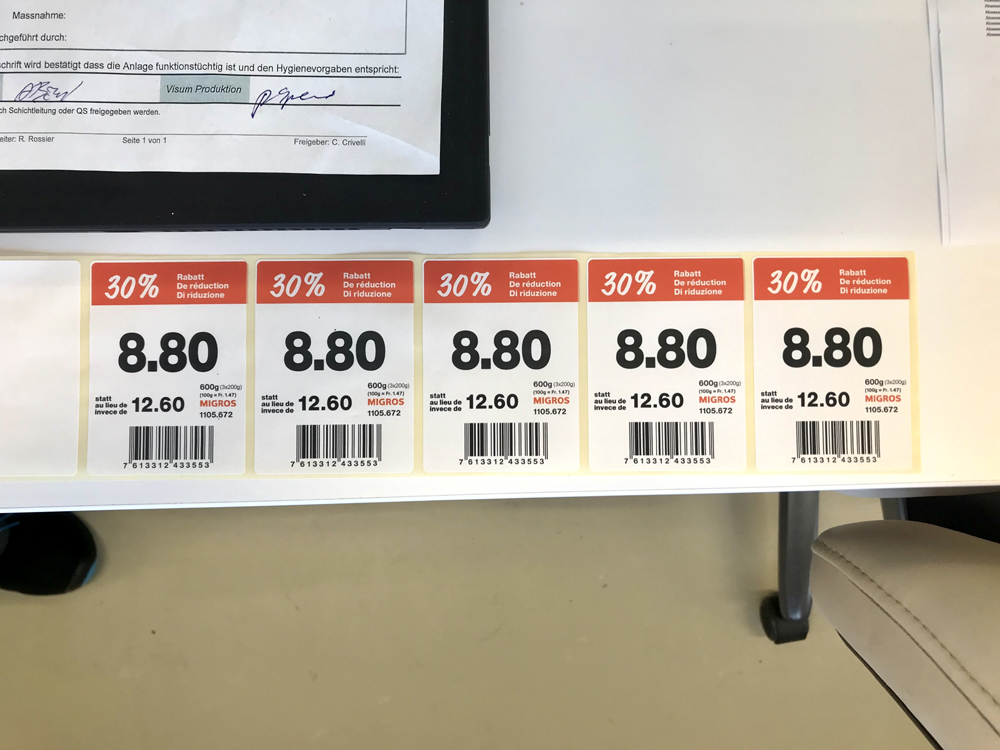 Massnahme:
chgeführt durch:
schrift wird bestätigt dass die Anlage funktionstüchtig ist und den Hygienevorgaben entspricht:
Visum Produktion
ch Schichtleitung oder QS freigegeben werden.
eiter: R. Rossier Seite 1 von 1 Freigeber: C. Crivelli
30% Rabatt
De réduction
Di riduzione
8.80
600g (3x200g)
(100g = Fr. 1.47)
statt
au lieu de
invece de
12.60
MIGROS
1105.672
7 613312 433553
30% Rabatt
De réduction
Di riduzione
8.80
600g (3x200g)
(100g = Fr. 1.47)
statt
au lieu de
invece de
12.60
MIGROS
1105.672
7 613312 433553
30% Rabatt
De réduction
Di riduzione
8.80
600g (3x200g)
(100g = Fr. 1.47)
statt
au lieu de
invece de
12.60
MIGROS
1105.672
7 613312 433553
30% Rabatt
De réduction
Di riduzione
8.80
600g (3x200g)
(100g = Fr. 1.47)
statt
au lieu de
invece de
12.60
MIGROS
1105.672
7 613312 433553
30% Rabatt
De réduction
Di riduzione
8.80
600g (3x200g)
(100g = Fr. 1.47)
statt
au lieu de
invece de
12.60
MIGROS
1105.672
7 613312 433553